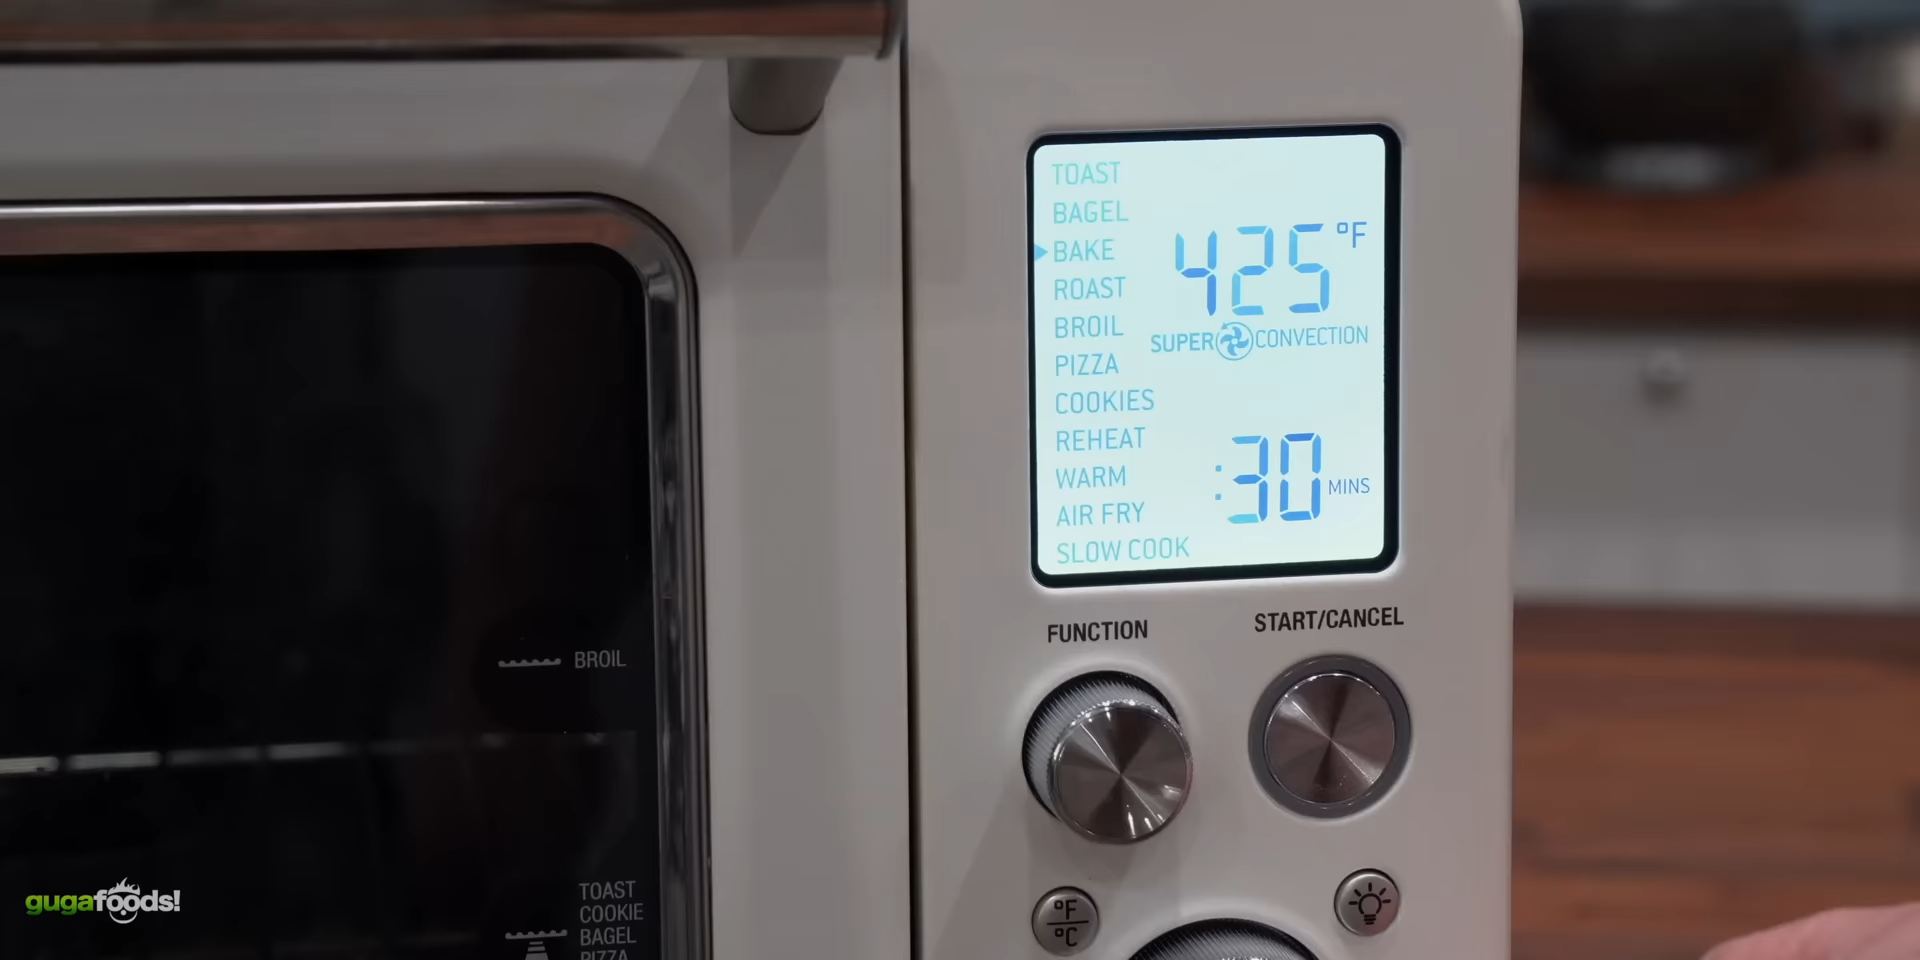 TOAST
BAGEL
BAKE
ROAST
BROIL
PIZZA
COOKIES
REHEAT
WARM
AIR FRY
SLOW COOK
425 °F
SUPER CONVECTION
:30 MINS
FUNCTION
START/CANCEL
°F
°C
BROIL
TOAST
COOKIE
BAGEL
PIZZA
gugafoods!